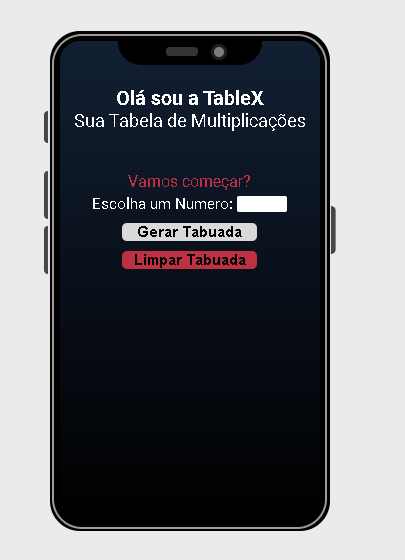 Olá sou a TableX
Sua Tabela de Multiplicações
Vamos começar?
Escolha um Numero:
Gerar Tabuada
Limpar Tabuada